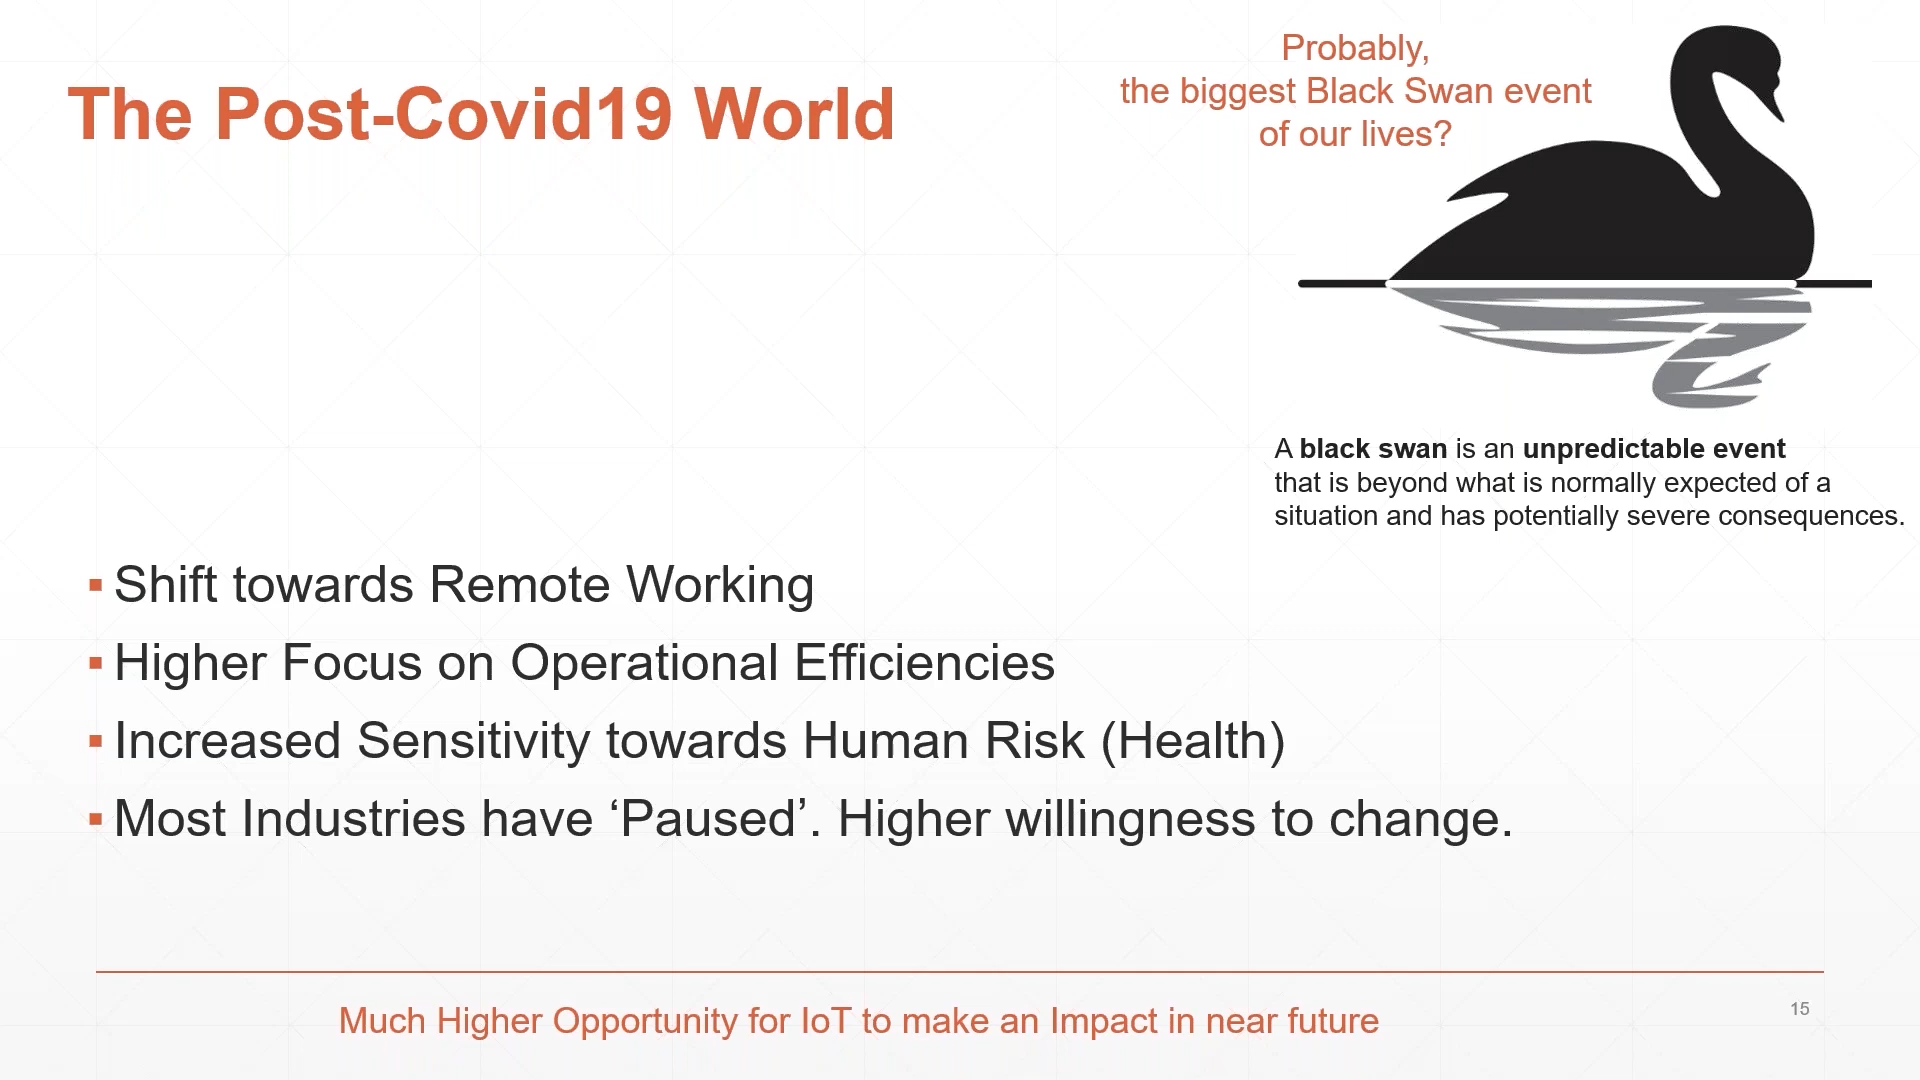 The Post-Covid19 World
Probably,
the biggest Black Swan event
of our lives?
A black swan is an unpredictable event
that is beyond what is normally expected of a
situation and has potentially severe consequences.
▪ Shift towards Remote Working
▪ Higher Focus on Operational Efficiencies
▪ Increased Sensitivity towards Human Risk (Health)
▪ Most Industries have ‘Paused’. Higher willingness to change.
Much Higher Opportunity for IoT to make an Impact in near future
15